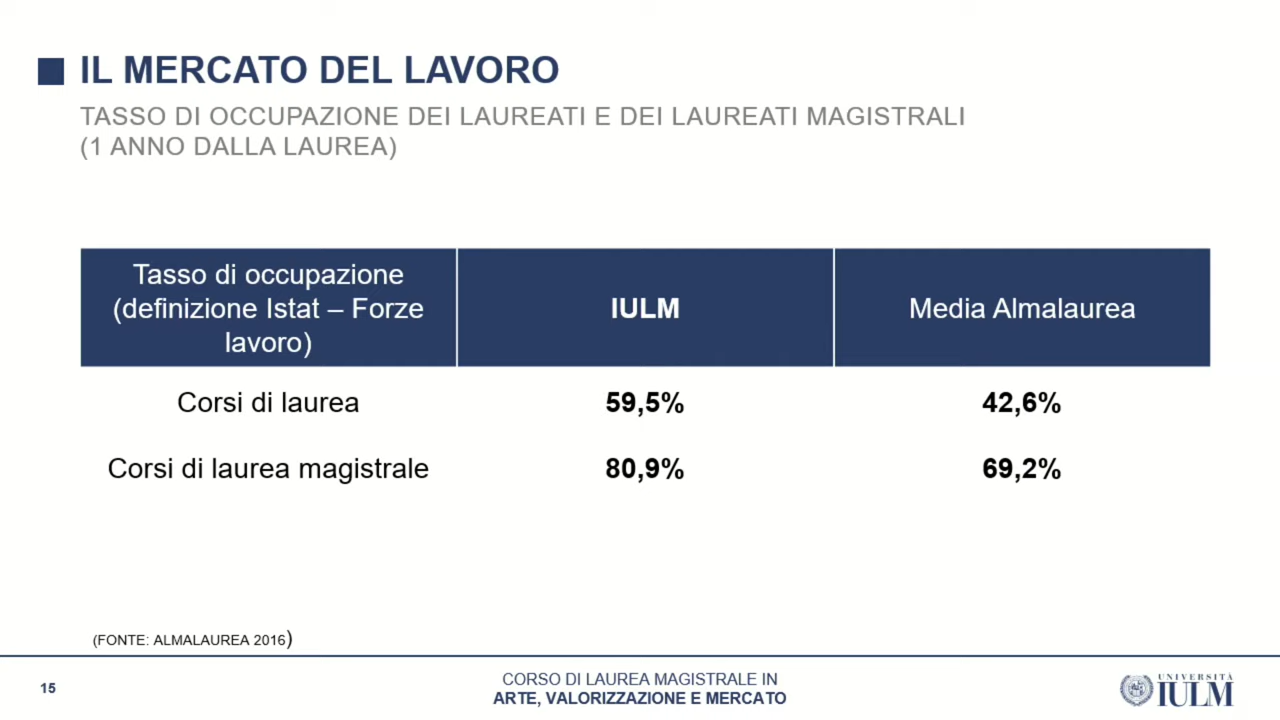 IL MERCATO DEL LAVORO
TASSO DI OCCUPAZIONE DEI LAUREATI E DEI LAUREATI MAGISTRALI
(1 ANNO DALLA LAUREA)
Tasso di occupazione
(definizione Istat – Forze
lavoro)
IULM
Media Almalaurea
Corsi di laurea
59,5%
42,6%
Corsi di laurea magistrale
80,9%
69,2%
(FONTE: ALMALAUREA 2016)
15
CORSO DI LAUREA MAGISTRALE IN
ARTE, VALORIZZAZIONE E MERCATO
UNIVERSITÀ
IULM